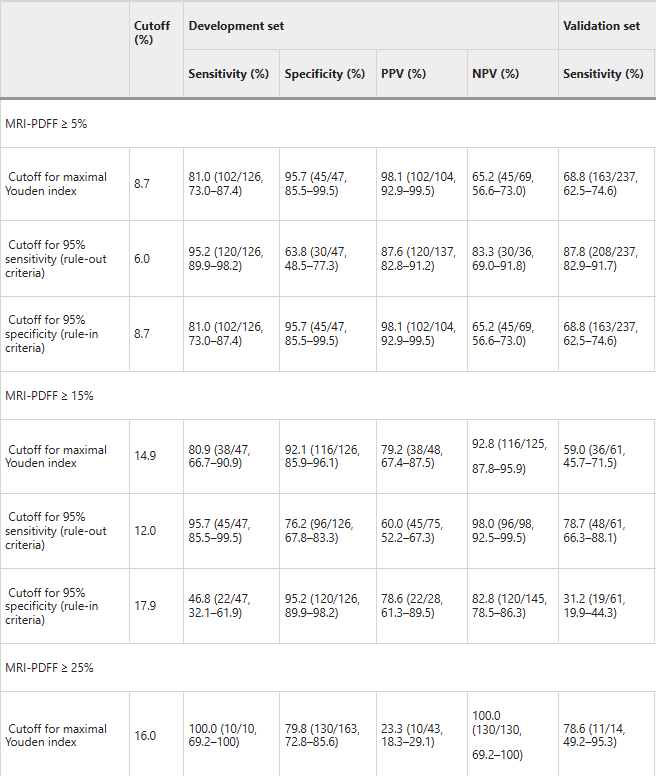 Cutoff (%)
Development set
Validation set
Sensitivity (%)
Specificity (%)
PPV (%)
NPV (%)
Sensitivity (%)
MRI-PDFF ≥ 5%
Cutoff for maximal
Youden index
8.7
81.0 (102/126,
73.0–87.4)
95.7 (45/47,
85.5–99.5)
98.1 (102/104,
92.9–99.5)
65.2 (45/69,
56.6–73.0)
68.8 (163/237,
62.5–74.6)
Cutoff for 95%
sensitivity (rule-out
criteria)
6.0
95.2 (120/126,
89.9–98.2)
63.8 (30/47,
48.5–77.3)
87.6 (120/137,
82.8–91.2)
83.3 (30/36,
69.0–91.8)
87.8 (208/237,
82.9–91.7)
Cutoff for 95%
specificity (rule-in
criteria)
8.7
81.0 (102/126,
73.0–87.4)
95.7 (45/47,
85.5–99.5)
98.1 (102/104,
92.9–99.5)
65.2 (45/69,
56.6–73.0)
68.8 (163/237,
62.5–74.6)
MRI-PDFF ≥ 15%
Cutoff for maximal
Youden index
14.9
80.9 (38/47,
66.7–90.9)
92.1 (116/126,
85.9–96.1)
79.2 (38/48,
67.4–87.5)
92.8 (116/125,
87.8–95.9)
59.0 (36/61,
45.7–71.5)
Cutoff for 95%
sensitivity (rule-out
criteria)
12.0
95.7 (45/47,
85.5–99.5)
76.2 (96/126,
67.8–83.3)
60.0 (45/75,
52.2–67.3)
98.0 (96/98,
92.5–99.5)
78.7 (48/61,
66.3–88.1)
Cutoff for 95%
specificity (rule-in
criteria)
17.9
46.8 (22/47,
32.1–61.9)
95.2 (120/126,
89.9–98.2)
78.6 (22/28,
61.3–89.5)
82.8 (120/145,
78.5–86.3)
31.2 (19/61,
19.9–44.3)
MRI-PDFF ≥ 25%
Cutoff for maximal
Youden index
16.0
100.0 (10/10,
69.2–100)
79.8 (130/163,
72.8–85.6)
23.3 (10/43,
18.3–29.1)
100.0
(130/130,
69.2–100)
78.6 (11/14,
49.2–95.3)